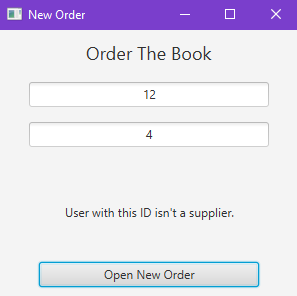 New Order
Order The Book
12
4
User with this ID isn't a supplier.
Open New Order